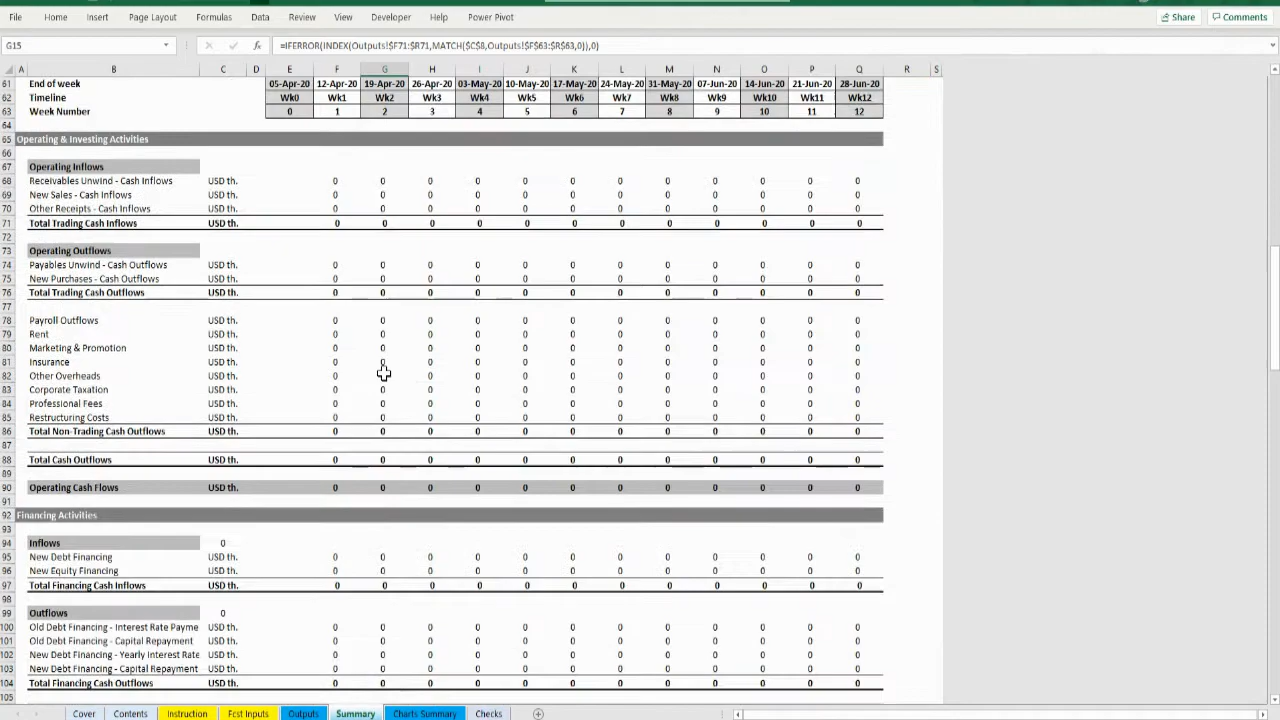 File Home Insert Page Layout Formulas Data Review View Developer Help Power Pivot Share Comments
G15 fx =IFERROR(INDEX(Outputs!$F71:$R71,MATCH($C$8,Outputs!$F$63:$R$63,0)),0)
A B C D E F G H I J K L M N O P Q R S
61 End of week 05-Apr-20 12-Apr-20 19-Apr-20 26-Apr-20 03-May-20 10-May-20 17-May-20 24-May-20 31-May-20 07-Jun-20 14-Jun-20 21-Jun-20 28-Jun-20
62 Timeline Wk0 Wk1 Wk2 Wk3 Wk4 Wk5 Wk6 Wk7 Wk8 Wk9 Wk10 Wk11 Wk12
63 Week Number 0 1 2 3 4 5 6 7 8 9 10 11 12
64
65 Operating & Investing Activities
66
67 Operating Inflows
68 Receivables Unwind - Cash Inflows USD th. 0 0 0 0 0 0 0 0 0 0 0 0
69 New Sales - Cash Inflows USD th. 0 0 0 0 0 0 0 0 0 0 0 0
70 Other Receipts - Cash Inflows USD th. 0 0 0 0 0 0 0 0 0 0 0 0
71 Total Trading Cash Inflows USD th. 0 0 0 0 0 0 0 0 0 0 0 0
72
73 Operating Outflows
74 Payables Unwind - Cash Outflows USD th. 0 0 0 0 0 0 0 0 0 0 0 0
75 New Purchases - Cash Outflows USD th. 0 0 0 0 0 0 0 0 0 0 0 0
76 Total Trading Cash Outflows USD th. 0 0 0 0 0 0 0 0 0 0 0 0
77
78 Payroll Outflows USD th. 0 0 0 0 0 0 0 0 0 0 0 0
79 Rent USD th. 0 0 0 0 0 0 0 0 0 0 0 0
80 Marketing & Promotion USD th. 0 0 0 0 0 0 0 0 0 0 0 0
81 Insurance USD th. 0 0 0 0 0 0 0 0 0 0 0 0
82 Other Overheads USD th. 0 0 0 0 0 0 0 0 0 0 0 0
83 Corporate Taxation USD th. 0 0 0 0 0 0 0 0 0 0 0 0
84 Professional Fees USD th. 0 0 0 0 0 0 0 0 0 0 0 0
85 Restructuring Costs USD th. 0 0 0 0 0 0 0 0 0 0 0 0
86 Total Non-Trading Cash Outflows USD th. 0 0 0 0 0 0 0 0 0 0 0 0
87
88 Total Cash Outflows USD th. 0 0 0 0 0 0 0 0 0 0 0 0
89
90 Operating Cash Flows USD th. 0 0 0 0 0 0 0 0 0 0 0 0
91
92 Financing Activities
93
94 Inflows 0
95 New Debt Financing USD th. 0 0 0 0 0 0 0 0 0 0 0 0
96 New Equity Financing USD th. 0 0 0 0 0 0 0 0 0 0 0 0
97 Total Financing Cash Inflows USD th. 0 0 0 0 0 0 0 0 0 0 0 0
98
99 Outflows 0
100 Old Debt Financing - Interest Rate Payme USD th. 0 0 0 0 0 0 0 0 0 0 0 0
101 Old Debt Financing - Capital Repayment USD th. 0 0 0 0 0 0 0 0 0 0 0 0
102 New Debt Financing - Yearly Interest Rate USD th. 0 0 0 0 0 0 0 0 0 0 0 0
103 New Debt Financing - Capital Repayment USD th. 0 0 0 0 0 0 0 0 0 0 0 0
104 Total Financing Cash Outflows USD th. 0 0 0 0 0 0 0 0 0 0 0 0
105
Cover Contents Instruction Fcst Inputs Outputs Summary Charts Summary Checks